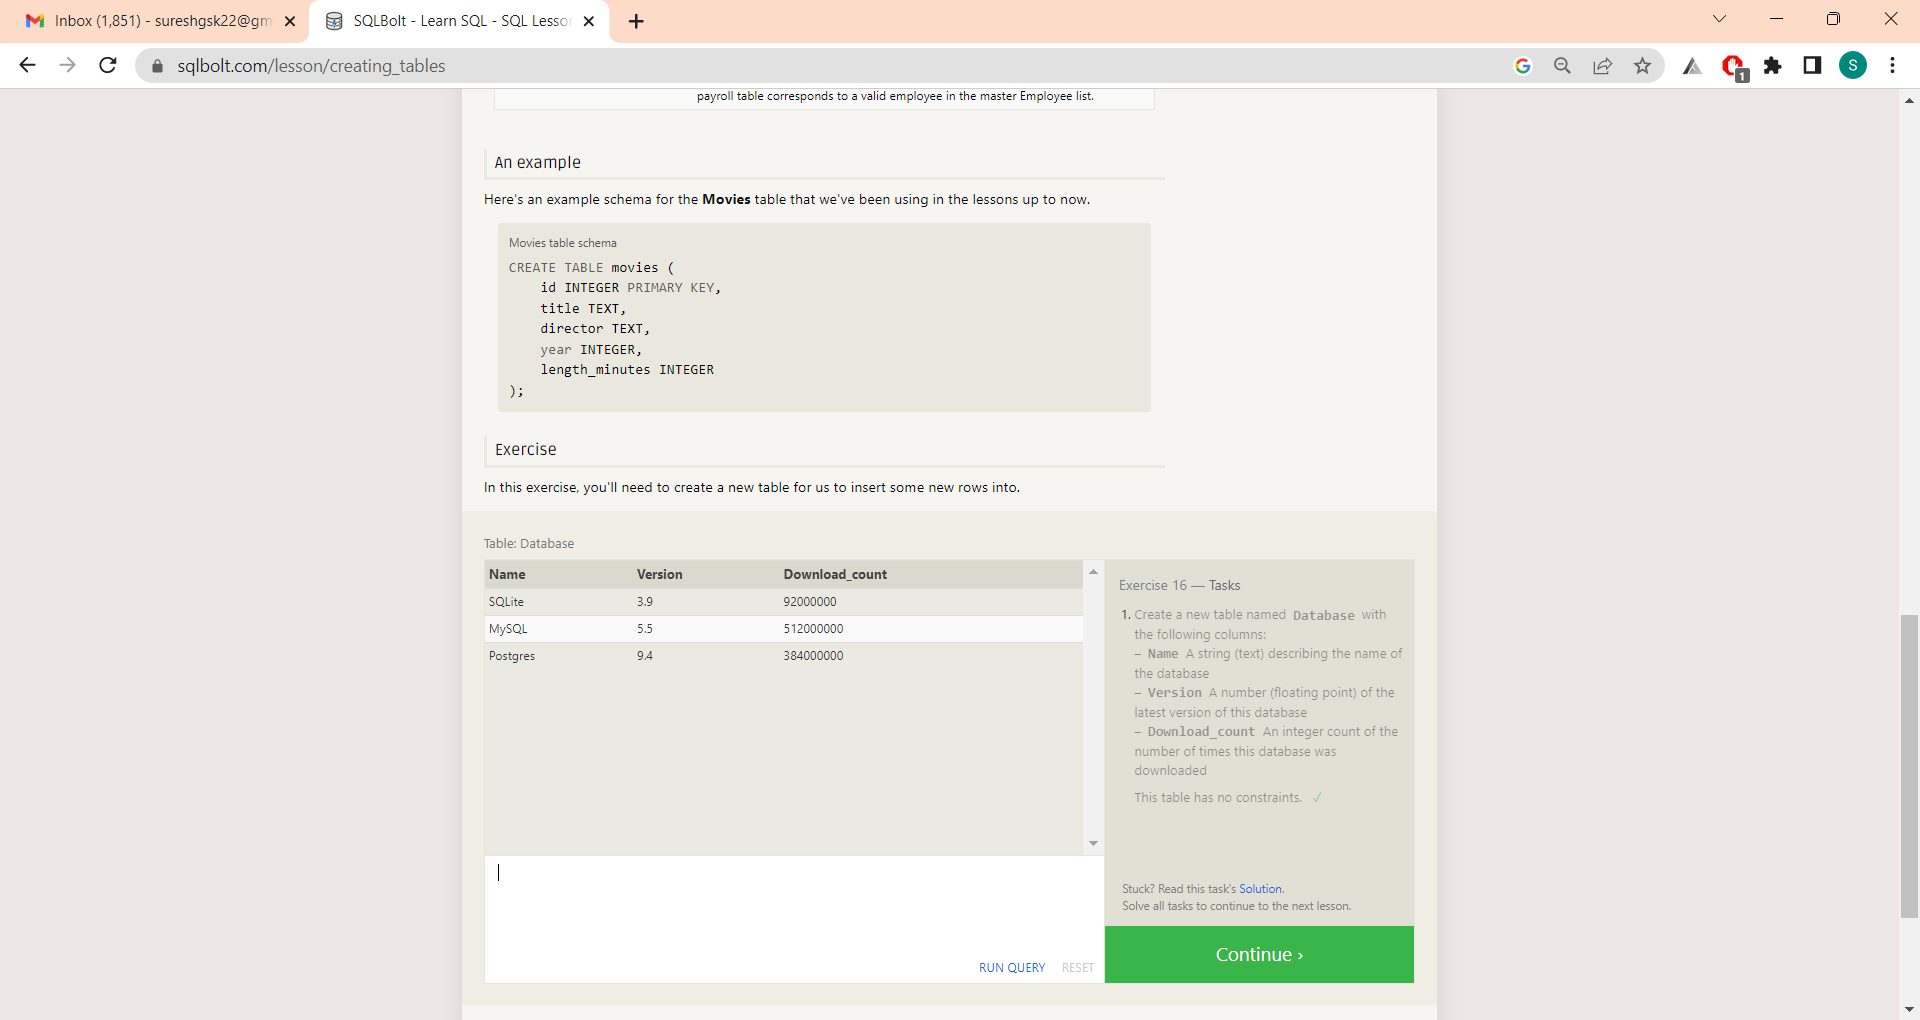 Inbox (1,851) - sureshgsk22@gm
SQLBolt - Learn SQL - SQL Lesso
sqlbolt.com/lesson/creating_tables
1
S
payroll table corresponds to a valid employee in the master Employee list.
An example
Here's an example schema for the Movies table that we've been using in the lessons up to now.
Movies table schema
CREATE TABLE movies (
id INTEGER PRIMARY KEY,
title TEXT,
director TEXT,
year INTEGER,
length_minutes INTEGER
);
Exercise
In this exercise, you'll need to create a new table for us to insert some new rows into.
Table: Database
Name Version Download_count
SQLite 3.9 92000000
MySQL 5.5 512000000
Postgres 9.4 384000000
RUN QUERY RESET
Exercise 16 — Tasks
1. Create a new table named Database with
the following columns:
– Name A string (text) describing the name of
the database
– Version A number (floating point) of the
latest version of this database
– Download_count An integer count of the
number of times this database was
downloaded
This table has no constraints. ✓
Stuck? Read this task's Solution.
Solve all tasks to continue to the next lesson.
Continue ›